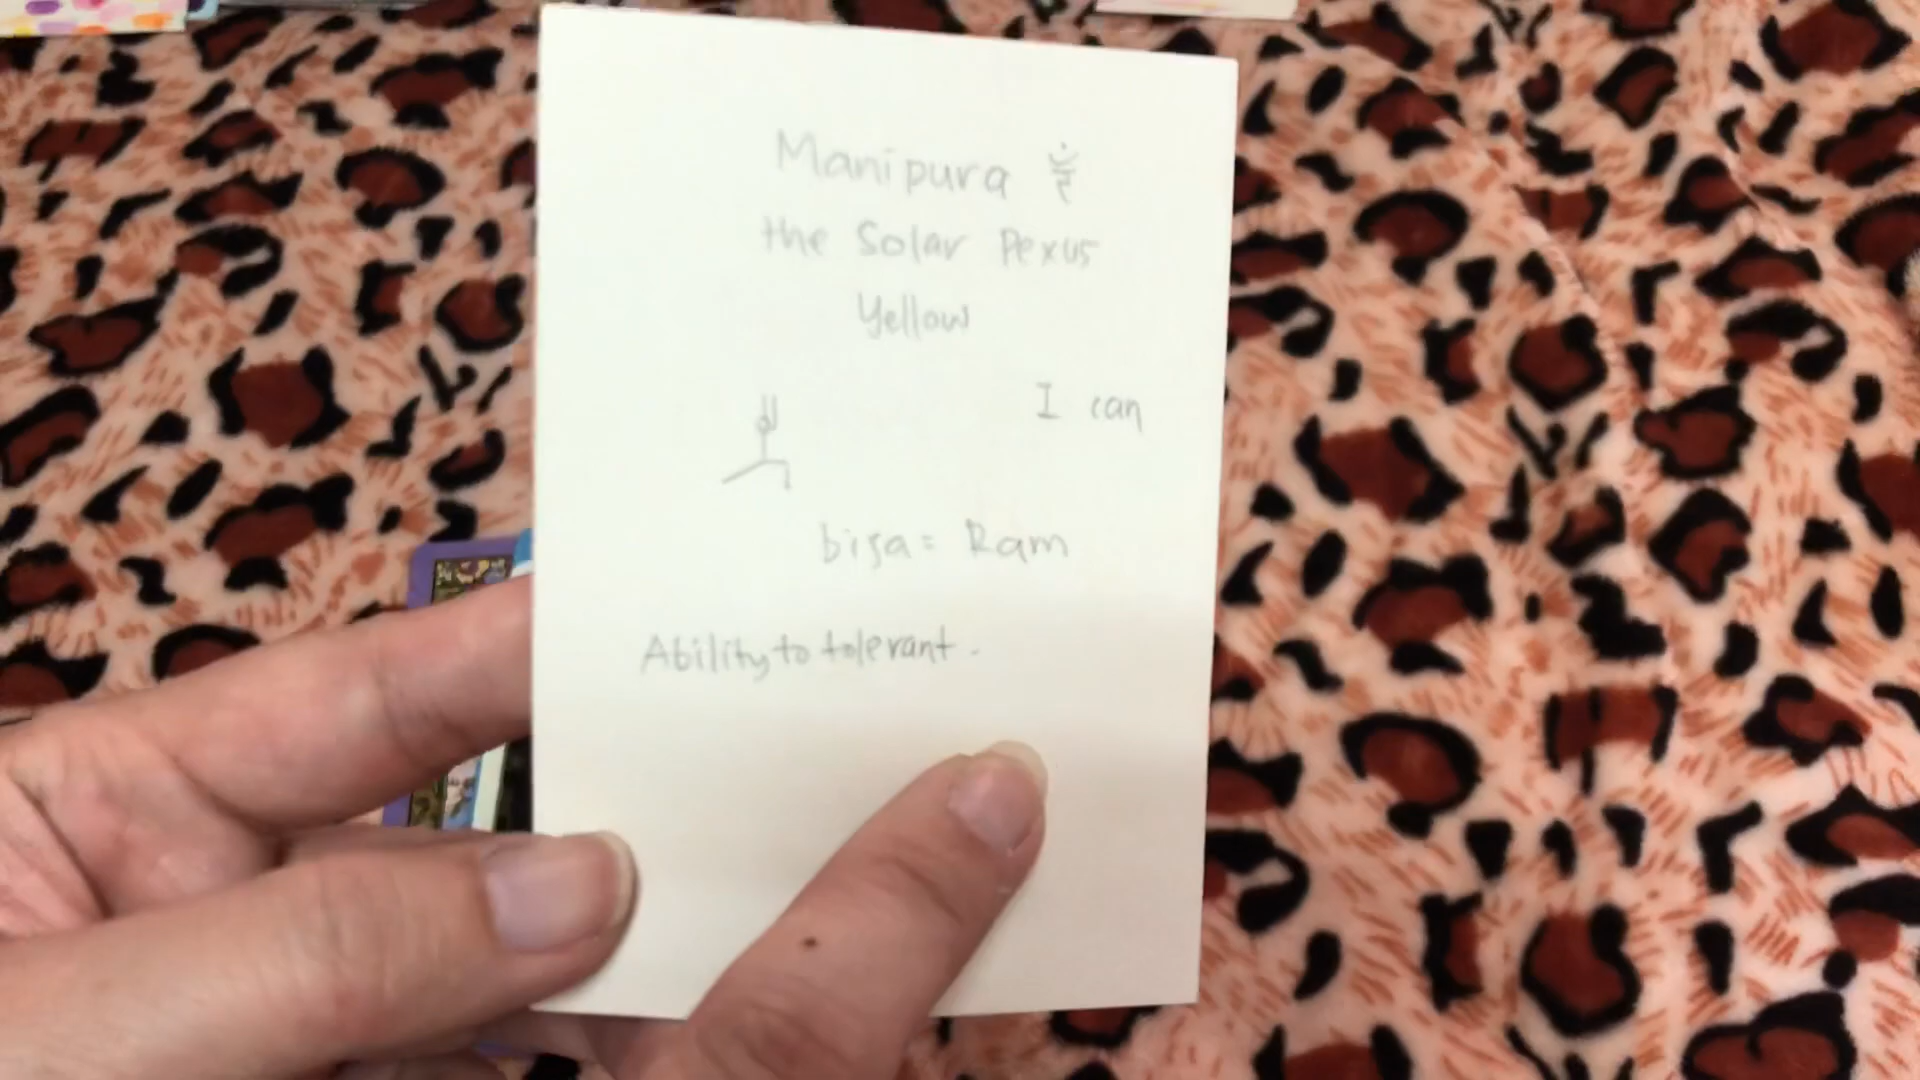 Manipura रँ
the Solar Pexus
Yellow
I can
bija = Ram
Ability to tolerant.